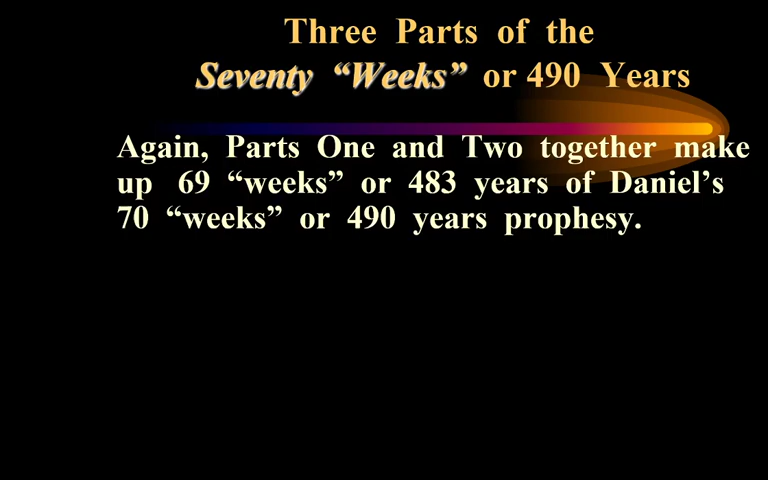 Three Parts of the
Seventy “Weeks” or 490 Years
Again, Parts One and Two together make
up 69 “weeks” or 483 years of Daniel’s
70 “weeks” or 490 years prophesy.